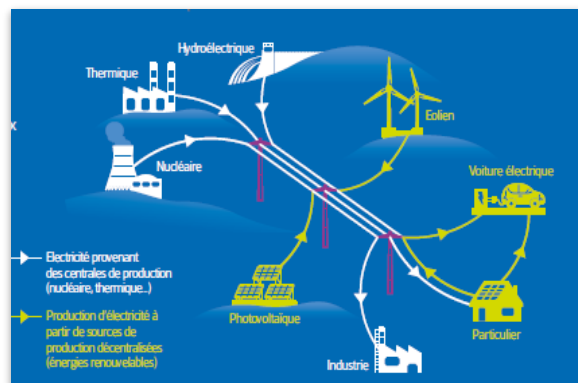 Hydroélectrique
Thermique
Eolien
x
Nucléaire
Voiture électrique
Electricité provenant
des centrales de production
(nucléaire, thermique...)
Production d'électricité à
partir de sources de
production décentralisées
(énergies renouvelables)
Photovoltaïque
Particulier
Industrie